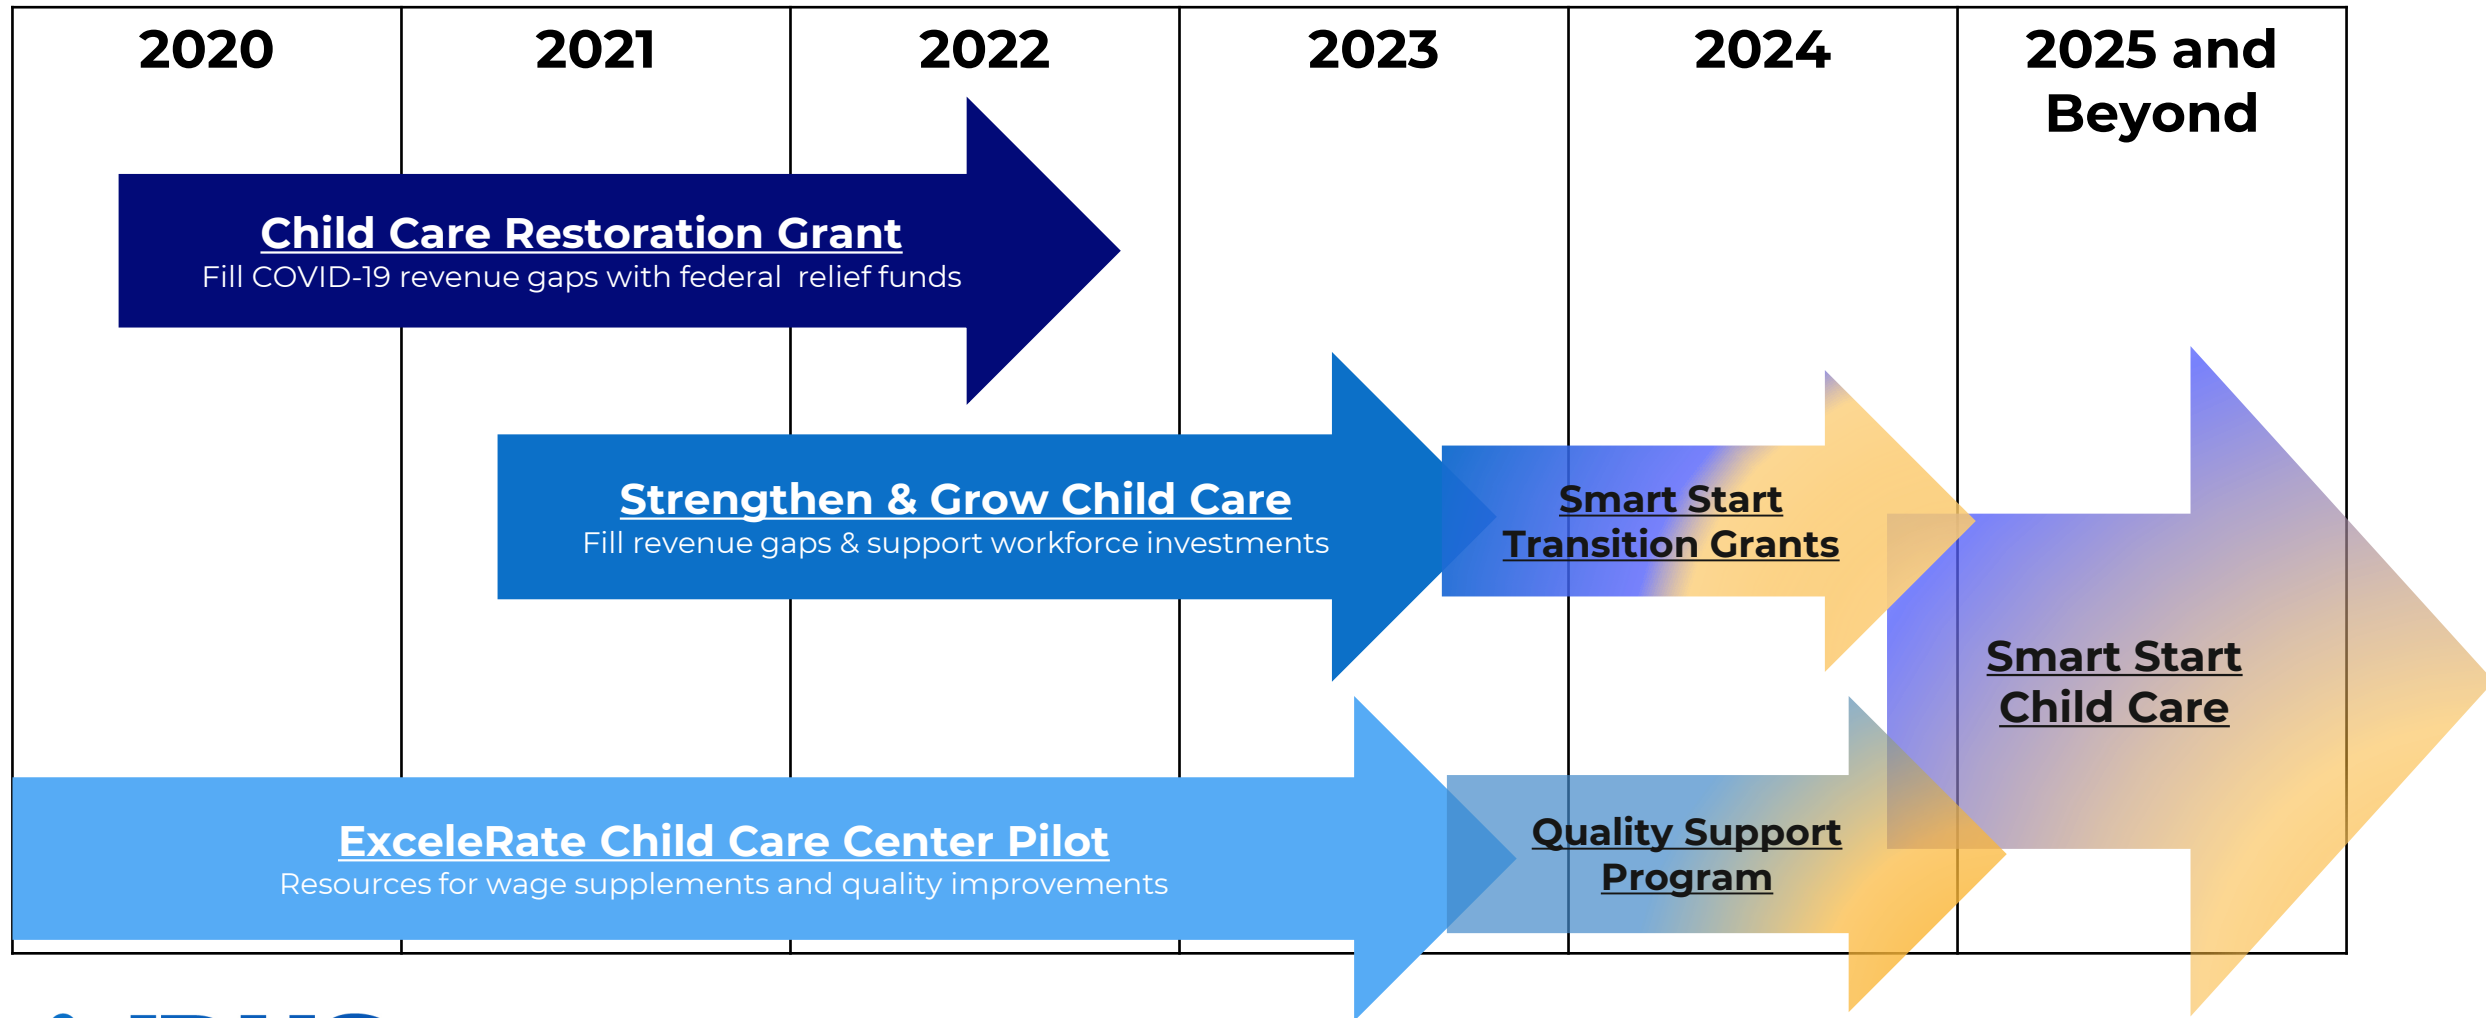 2020
2021
2022
2023
2024
2025 and
Beyond
Child Care Restoration Grant
Fill COVID-19 revenue gaps with federal relief funds
Strengthen & Grow Child Care
Fill revenue gaps & support workforce investments
Smart Start
Transition Grants
Smart Start
Child Care
ExceleRate Child Care Center Pilot
Resources for wage supplements and quality improvements
Quality Support
Program